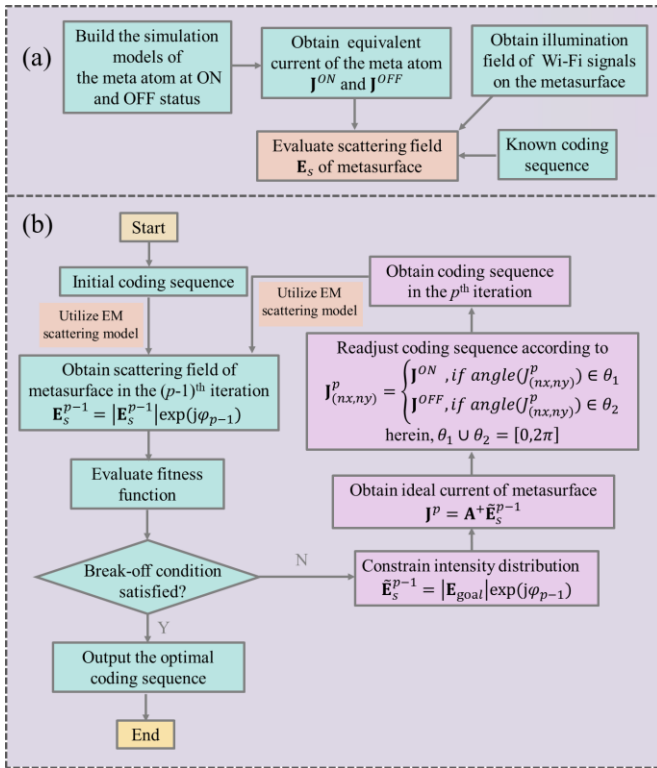 (a)
Build the simulation
models of
the meta atom at ON
and OFF status
Obtain equivalent
current of the meta atom
𝐉^{ON} and 𝐉^{OFF}
Obtain illumination
field of Wi-Fi signals
on the metasurface
Evaluate scattering field
𝐄_s of metasurface
Known coding
sequence
(b)
Start
Initial coding sequence
Utilize EM
scattering model
Obtain scattering field of
metasurface in the (p-1)^{th} iteration
𝐄_s^{p-1} = |𝐄_s^{p-1}|exp(jφ_{p-1})
Evaluate fitness
function
Break-off condition
satisfied?
N
Y
Output the optimal
coding sequence
End
Constrain intensity distribution
𝐄̃_s^{p-1} = |𝐄_{goal}|exp(jφ_{p-1})
Obtain ideal current of metasurface
𝐉^p = 𝐀^+𝐄̃_s^{p-1}
Readjust coding sequence according to
𝐉^p_{(nx,ny)} = { 𝐉^{ON} , if angle(J^p_{(nx,ny)}) ∈ θ_1
𝐉^{OFF}, if angle(J^p_{(nx,ny)}) ∈ θ_2
herein, θ_1 ∪ θ_2 = [0,2π]
Obtain coding sequence
in the p^{th} iteration
Utilize EM
scattering model